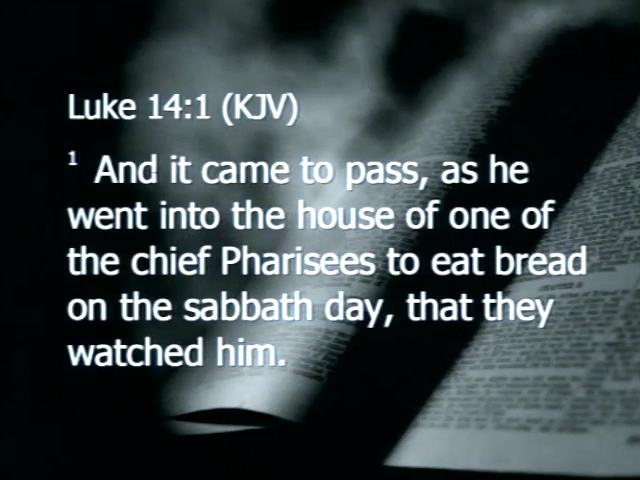 Luke 14:1 (KJV)
1 And it came to pass, as he
went into the house of one of
the chief Pharisees to eat bread
on the sabbath day, that they
watched him.